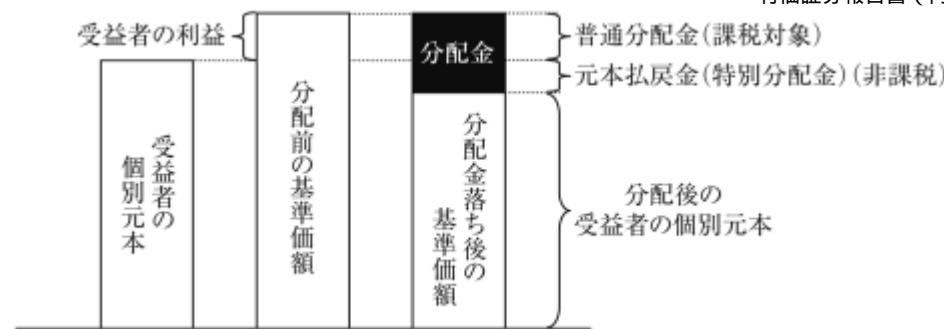 受益者の利益
分配金
普通分配金(課税対象)
元本払戻金(特別分配金)(非課税)
受益者の
個別元本
分配前の基準価額
分配金落ち後の
基準価額
分配後の
受益者の個別元本